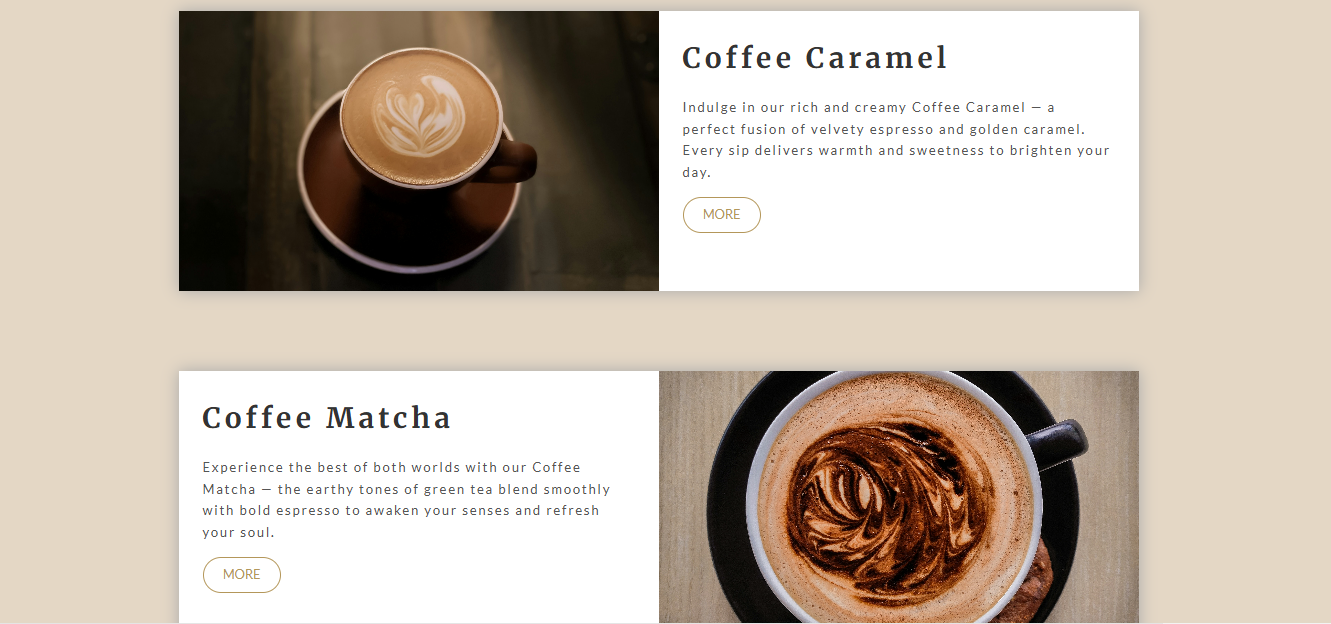 Coffee Caramel
Indulge in our rich and creamy Coffee Caramel — a
perfect fusion of velvety espresso and golden caramel.
Every sip delivers warmth and sweetness to brighten your
day.
MORE
Coffee Matcha
Experience the best of both worlds with our Coffee
Matcha — the earthy tones of green tea blend smoothly
with bold espresso to awaken your senses and refresh
your soul.
MORE